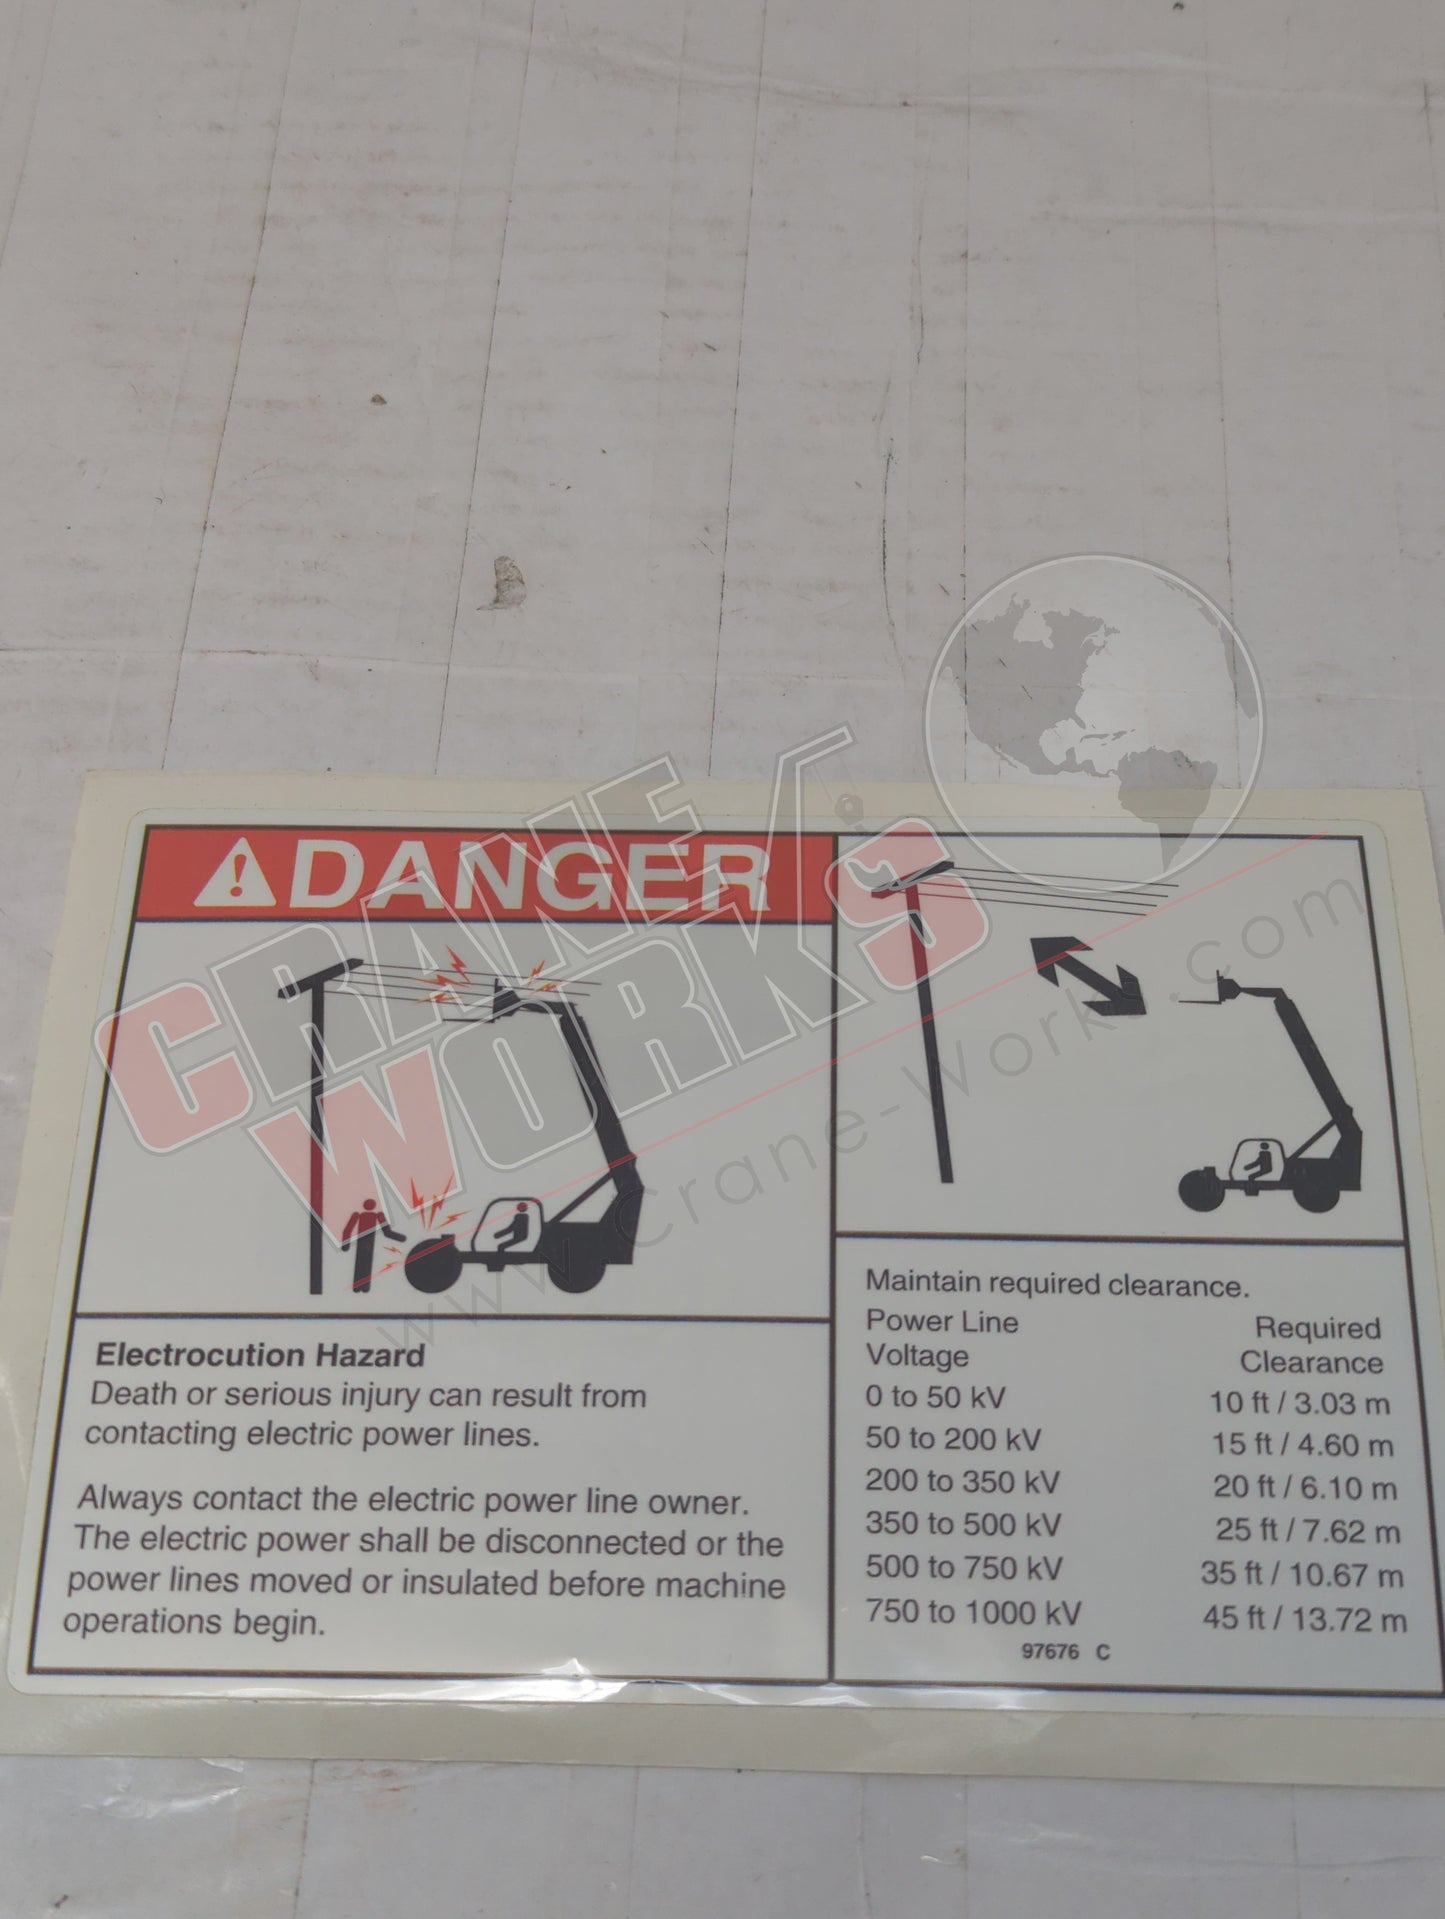 DANGER
Electrocution Hazard
Death or serious injury can result from
contacting electric power lines.
Always contact the electric power line owner.
The electric power shall be disconnected or the
power lines moved or insulated before machine
operations begin.
Maintain required clearance.
Power Line Voltage Required Clearance
0 to 50 kV 10 ft / 3.03 m
50 to 200 kV 15 ft / 4.60 m
200 to 350 kV 20 ft / 6.10 m
350 to 500 kV 25 ft / 7.62 m
500 to 750 kV 35 ft / 10.67 m
750 to 1000 kV 45 ft / 13.72 m
97676 C
CRANE
WORKS
www.Crane-Works.com